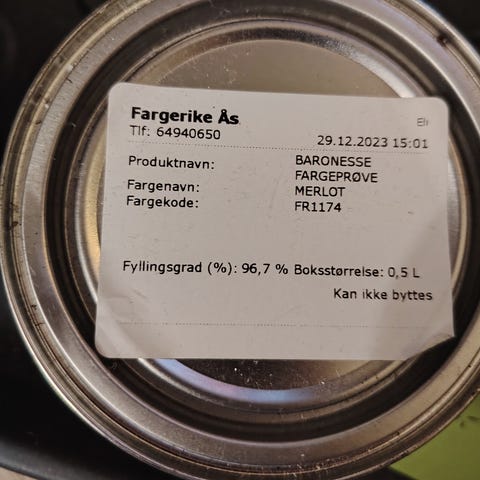 Fargerike Ås
Eli
Tlf: 64940650
29.12.2023 15:01
Produktnavn: BARONESSE
FARGEPRØVE
Fargenavn: MERLOT
Fargekode: FR1174
Fyllingsgrad (%): 96,7 % Boksstørrelse: 0,5 L
Kan ikke byttes